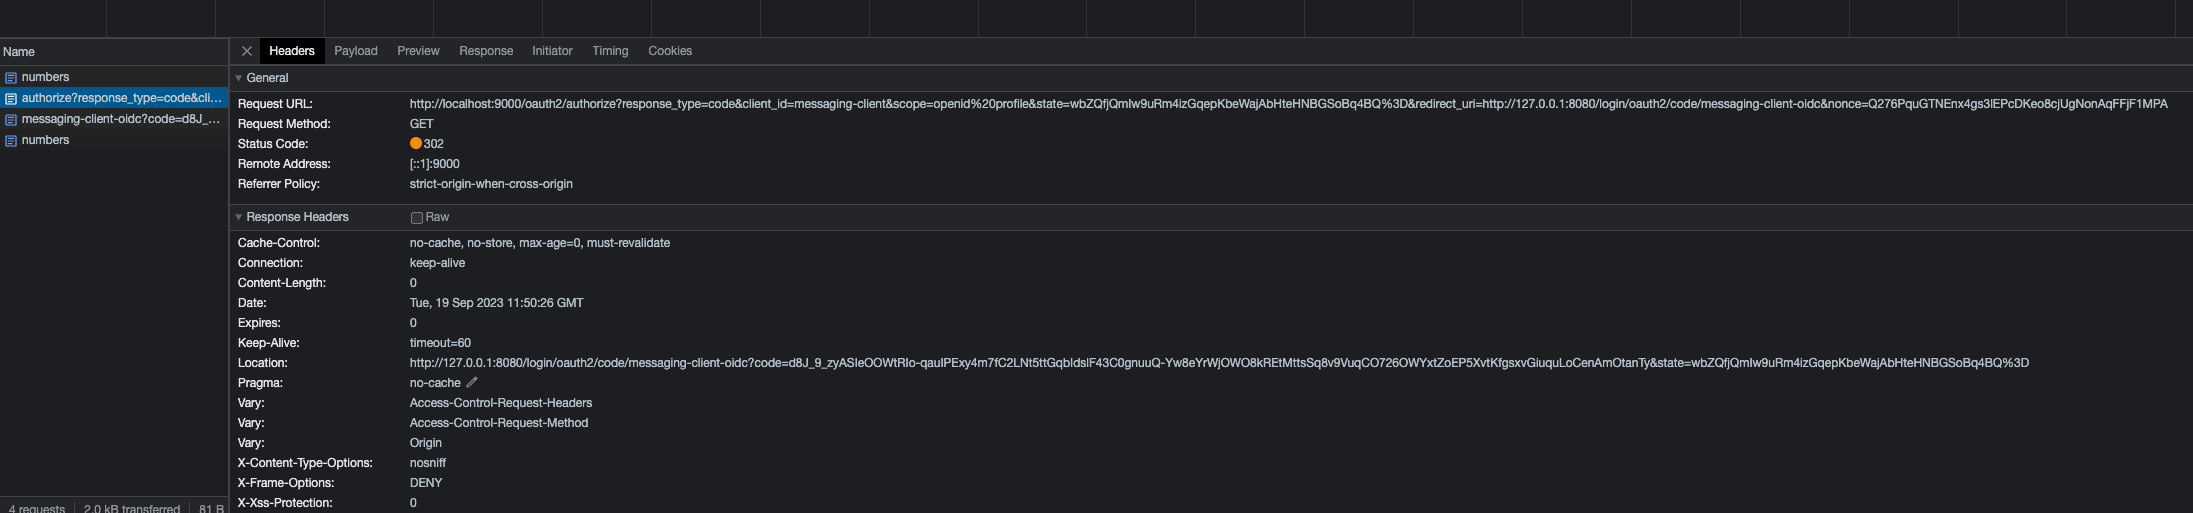 Name
numbers
authorize?response_type=code&cli...
messaging-client-oidc?code=d8J_...
numbers
4 requests 2.0 kB transferred 81 B
Headers Payload Preview Response Initiator Timing Cookies
General
Request URL: http://localhost:9000/oauth2/authorize?response_type=code&client_id=messaging-client&scope=openid%20profile&state=wbZQfjQmIw9uRm4izGqepKbeWajAbHteHNBGSoBq4BQ%3D&redirect_uri=http://127.0.0.1:8080/login/oauth2/code/messaging-client-oidc&nonce=Q276PquGTNEnx4gs3lEPcDKeo8cjUgNonAqFFjF1MPA
Request Method: GET
Status Code: 302
Remote Address: [::1]:9000
Referrer Policy: strict-origin-when-cross-origin
Response Headers Raw
Cache-Control: no-cache, no-store, max-age=0, must-revalidate
Connection: keep-alive
Content-Length: 0
Date: Tue, 19 Sep 2023 11:50:26 GMT
Expires: 0
Keep-Alive: timeout=60
Location: http://127.0.0.1:8080/login/oauth2/code/messaging-client-oidc?code=d8J_9_zyASIeOOWtRIo-qauIPExy4m7fC2LNt5ttGqbIdslF43C0gnuuQ-Yw8eYrWjOWO8kREtMttsSq8v9VuqCO726OWYxtZoEP5XvtKfgsxvGiuquLoCenAmOtanTy&state=wbZQfjQmIw9uRm4izGqepKbeWajAbHteHNBGSoBq4BQ%3D
Pragma: no-cache
Vary: Access-Control-Request-Headers
Vary: Access-Control-Request-Method
Vary: Origin
X-Content-Type-Options: nosniff
X-Frame-Options: DENY
X-Xss-Protection: 0